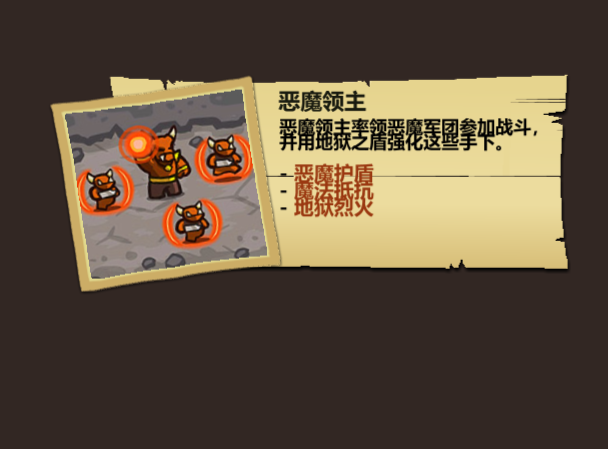 恶魔领主
恶魔领主率领恶魔军团参加战斗，
并用地狱之盾强化这些手下。
- 恶魔护盾
- 魔法抵抗
- 地狱烈火